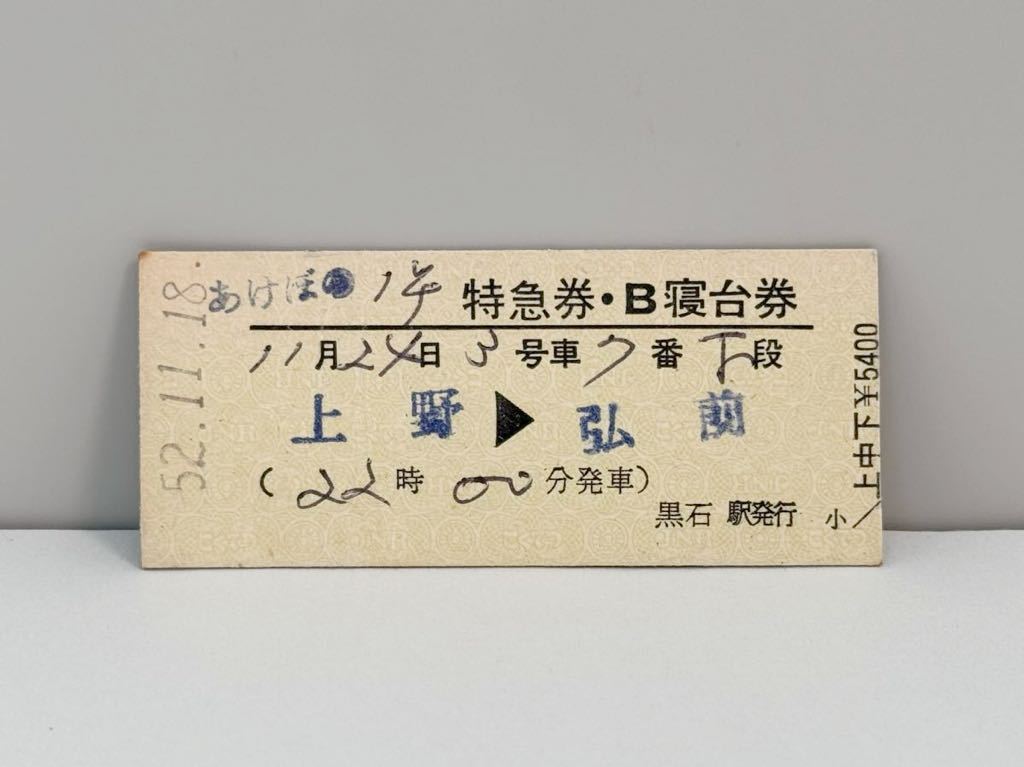 52.11.18
あけぼの 1号 特急券・B寝台券
11月24日 3号車 7番 下段
上野▶弘前
(22時00分発車)
黒石駅発行 小
上中下¥5400